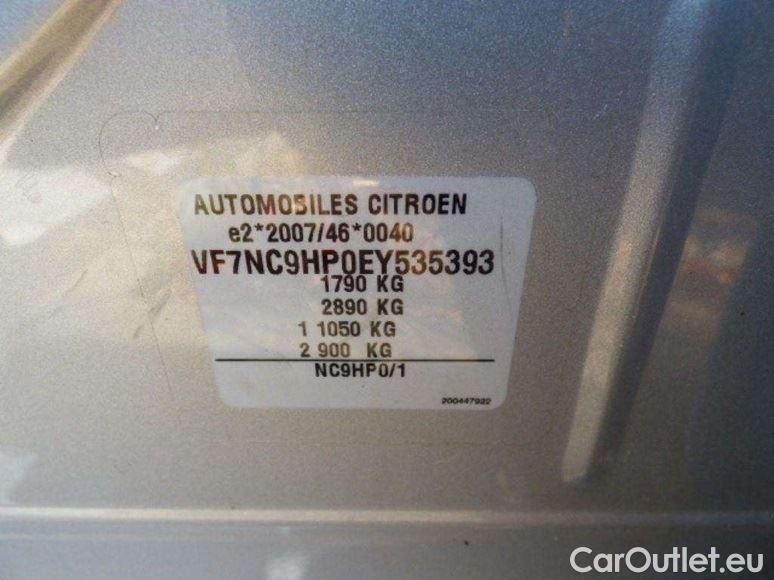 AUTOMOBILES CITROEN
e2*2007/46*0040
VF7NC9HP0EY535393
1790 KG
2890 KG
1 1050 KG
2 900 KG
NC9HP0/1
200447922
CarOutlet.eu